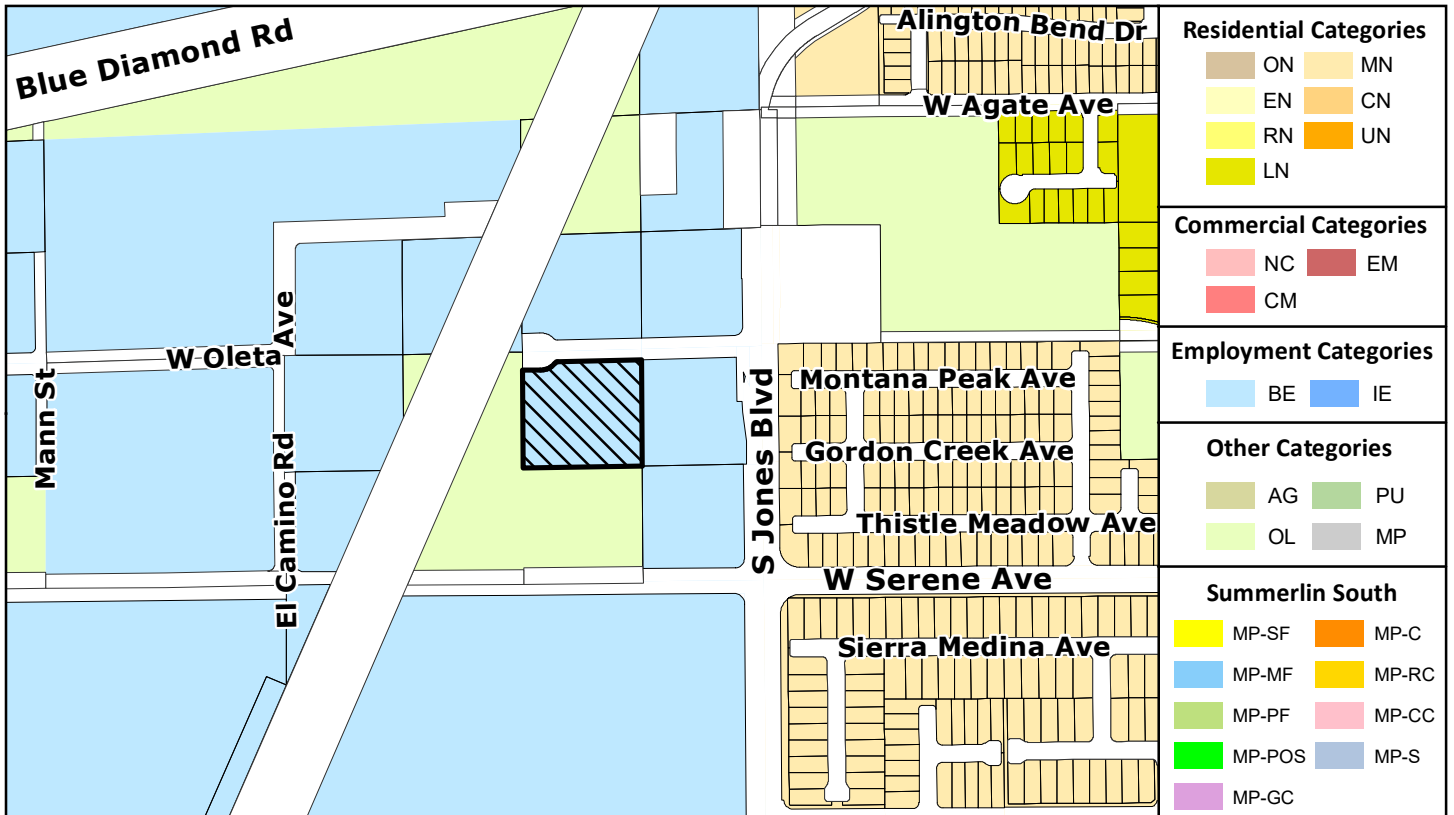 Blue Diamond Rd
Alington Bend Dr
W Agate Ave
W Oleta Ave
Mann St
El Camino Rd
S Jones Blvd
Montana Peak Ave
Gordon Creek Ave
Thistle Meadow Ave
W Serene Ave
Sierra Medina Ave
Residential Categories
ON MN
EN CN
RN UN
LN
Commercial Categories
NC EM
CM
Employment Categories
BE IE
Other Categories
AG PU
OL MP
Summerlin South
MP-SF MP-C
MP-MF MP-RC
MP-PF MP-CC
MP-POS MP-S
MP-GC